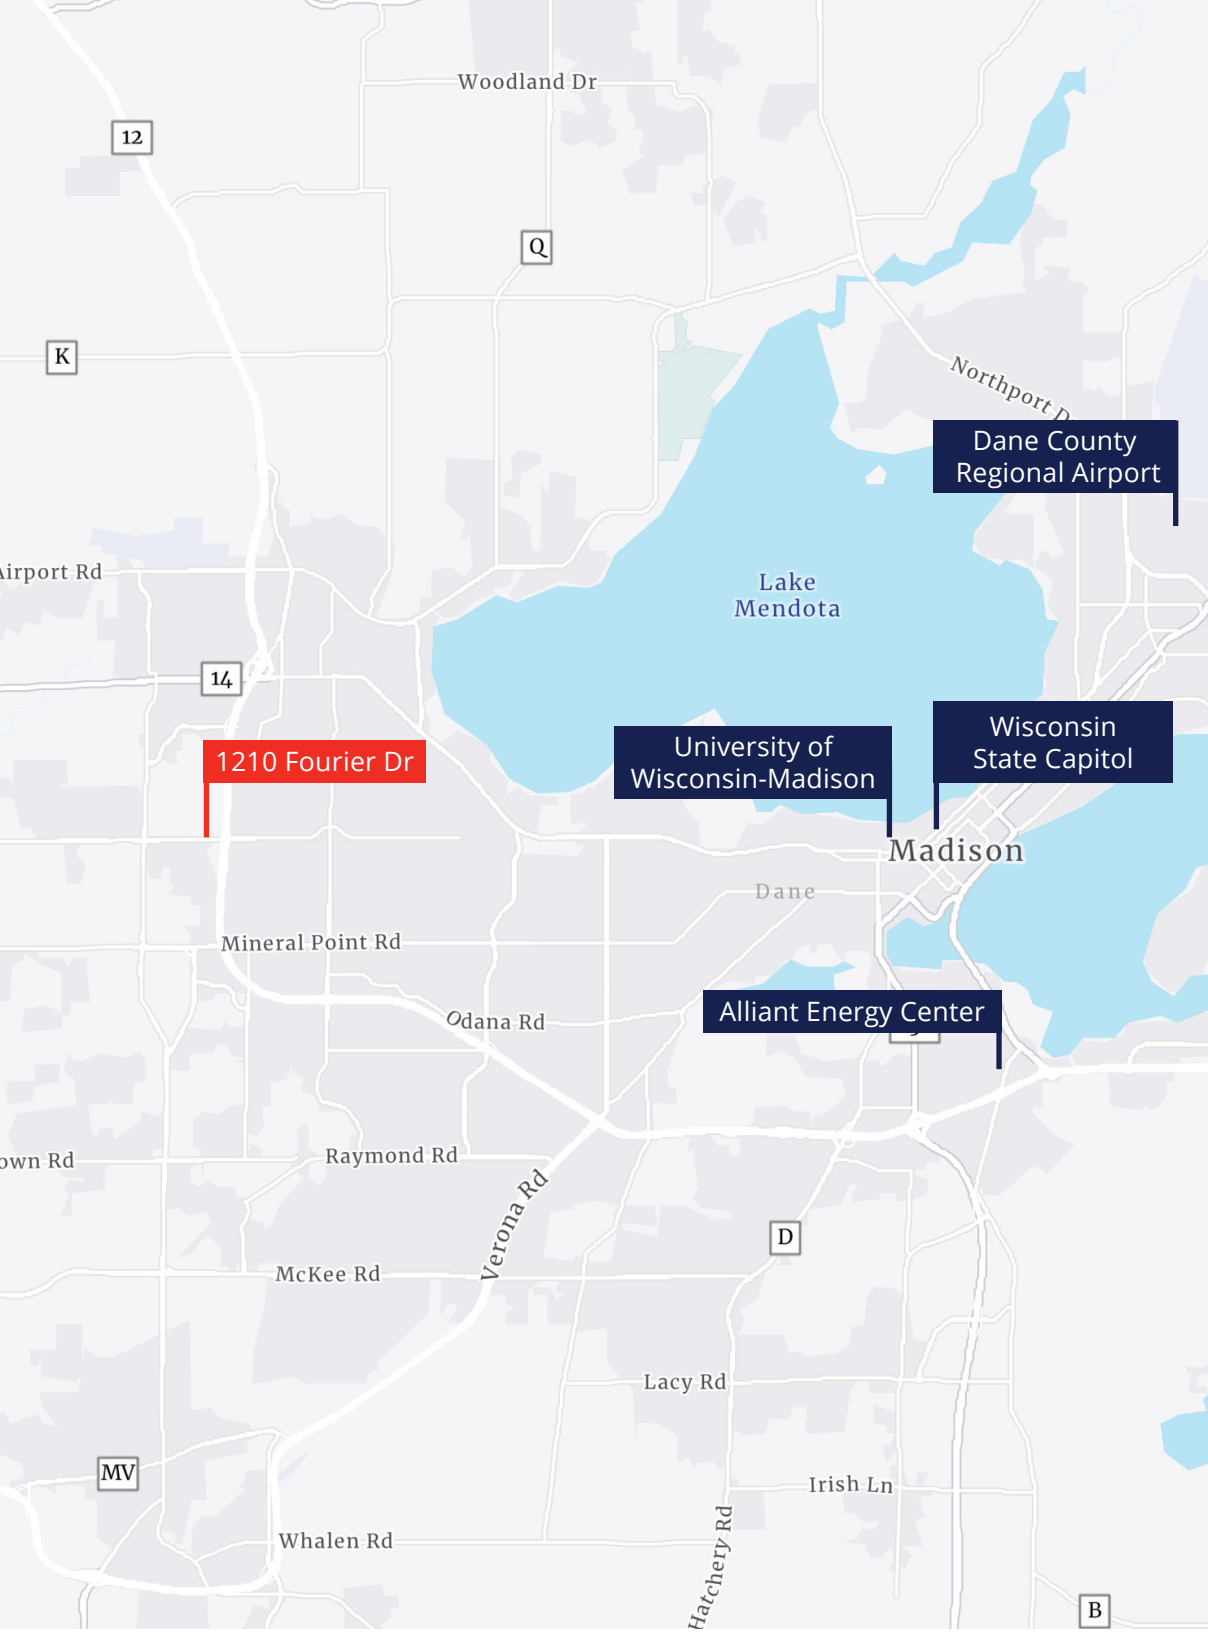 Woodland Dr
12
Q
K
Northport D
Dane County
Regional Airport
Airport Rd
Lake
Mendota
14
Wisconsin
State Capitol
University of
Wisconsin-Madison
1210 Fourier Dr
Madison
Dane
Mineral Point Rd
Alliant Energy Center
Odana Rd
Raymond Rd
own Rd
Verona Rd
D
McKee Rd
Lacy Rd
MV
Irish Ln
Hatchery Rd
Whalen Rd
B